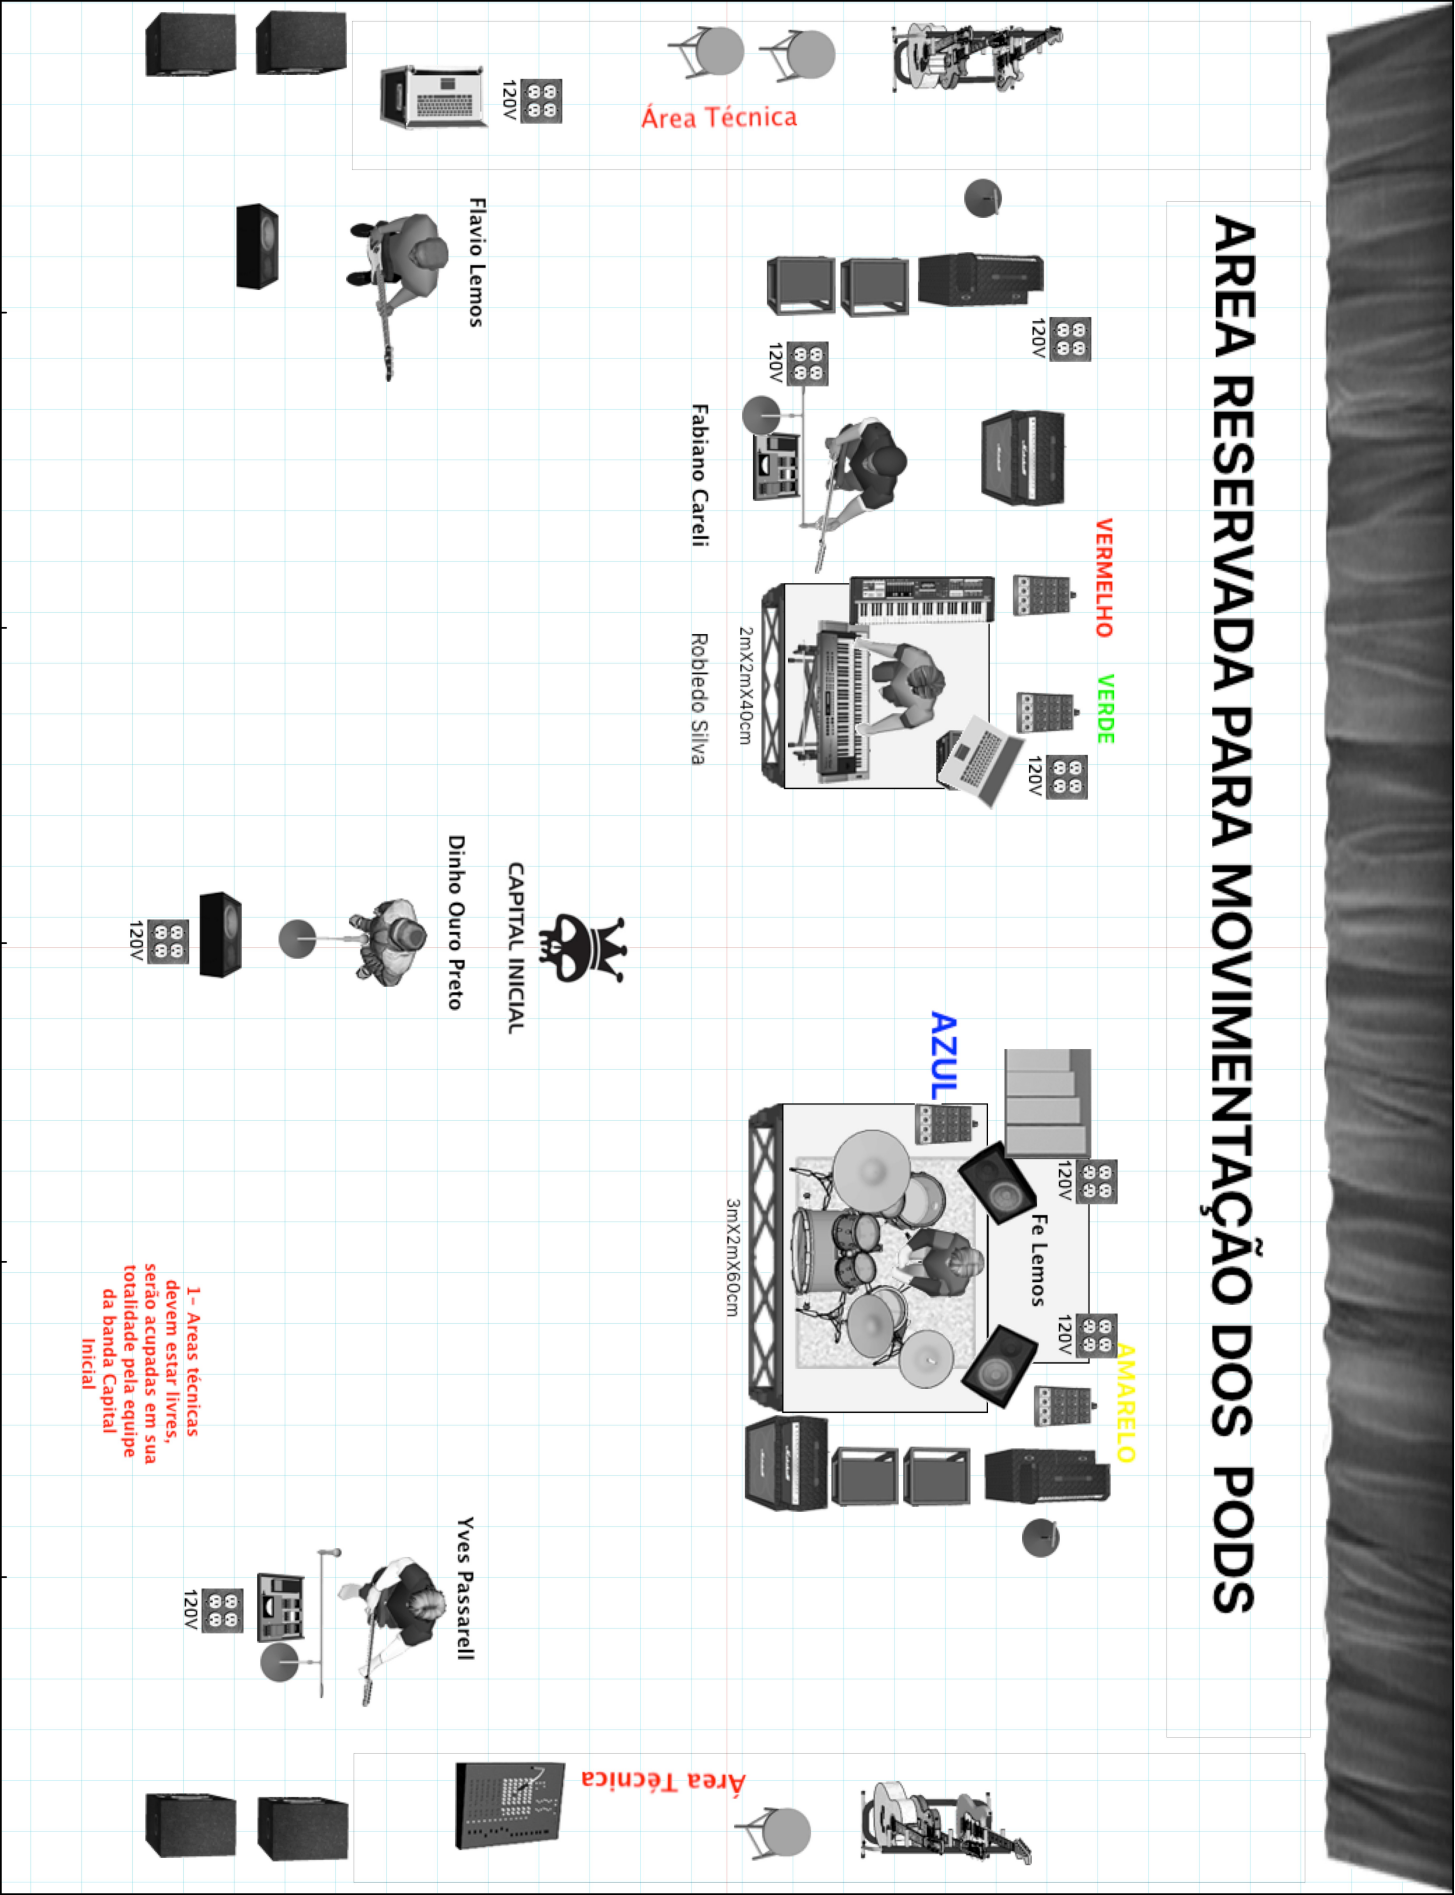 AREA RESERVADA PARA MOVIMENTAÇÃO DOS PODS
Área Técnica
120V
120V
120V
Flavio Lemos
Fabiano Careli
VERMELHO
VERDE
120V
2mX2mX40cm
Robledo Silva
Dinho Ouro Preto
CAPITAL INICIAL
120V
AZUL
120V
Fe Lemos
120V
AMARELO
3mX2mX60cm
1- Areas técnicas
devem estar livres,
serão acupadas em sua
totalidade pela equipe
da banda Capital
Inicial
Yves Passarell
120V
Área Técnica